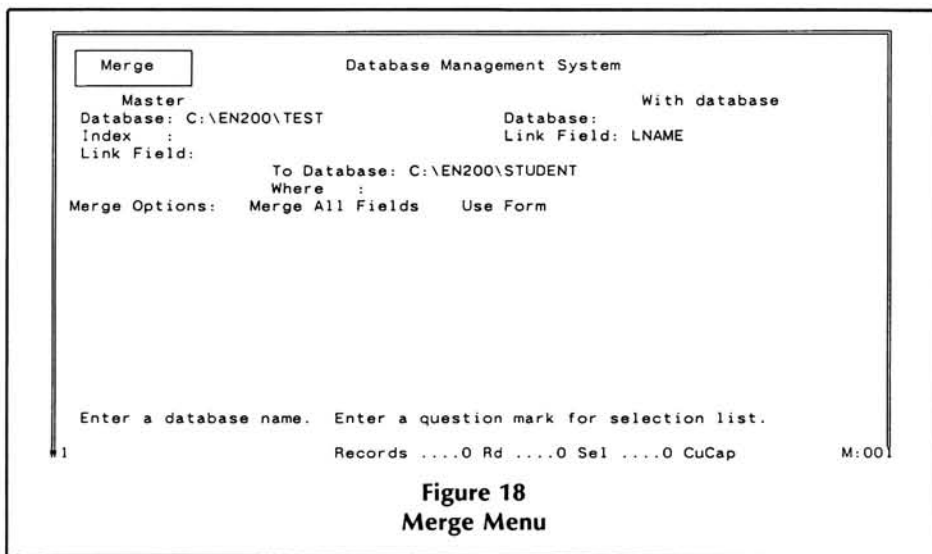 Merge Database Management System
Master With database
Database: C:\EN200\TEST Database:
Index : Link Field: LNAME
Link Field:
To Database: C:\EN200\STUDENT
Where :
Merge Options: Merge All Fields Use Form
Enter a database name. Enter a question mark for selection list.
#1 Records ....0 Rd ....0 Sel ....0 CuCap M:001
Figure 18
Merge Menu